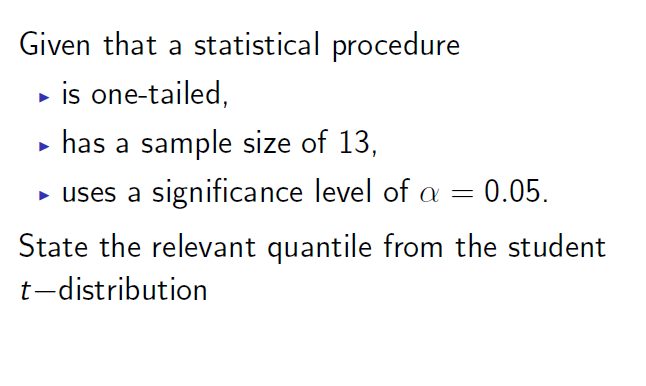 Given that a statistical procedure
▶ is one-tailed,
▶ has a sample size of 13,
▶ uses a significance level of α = 0.05.
State the relevant quantile from the student
t−distribution